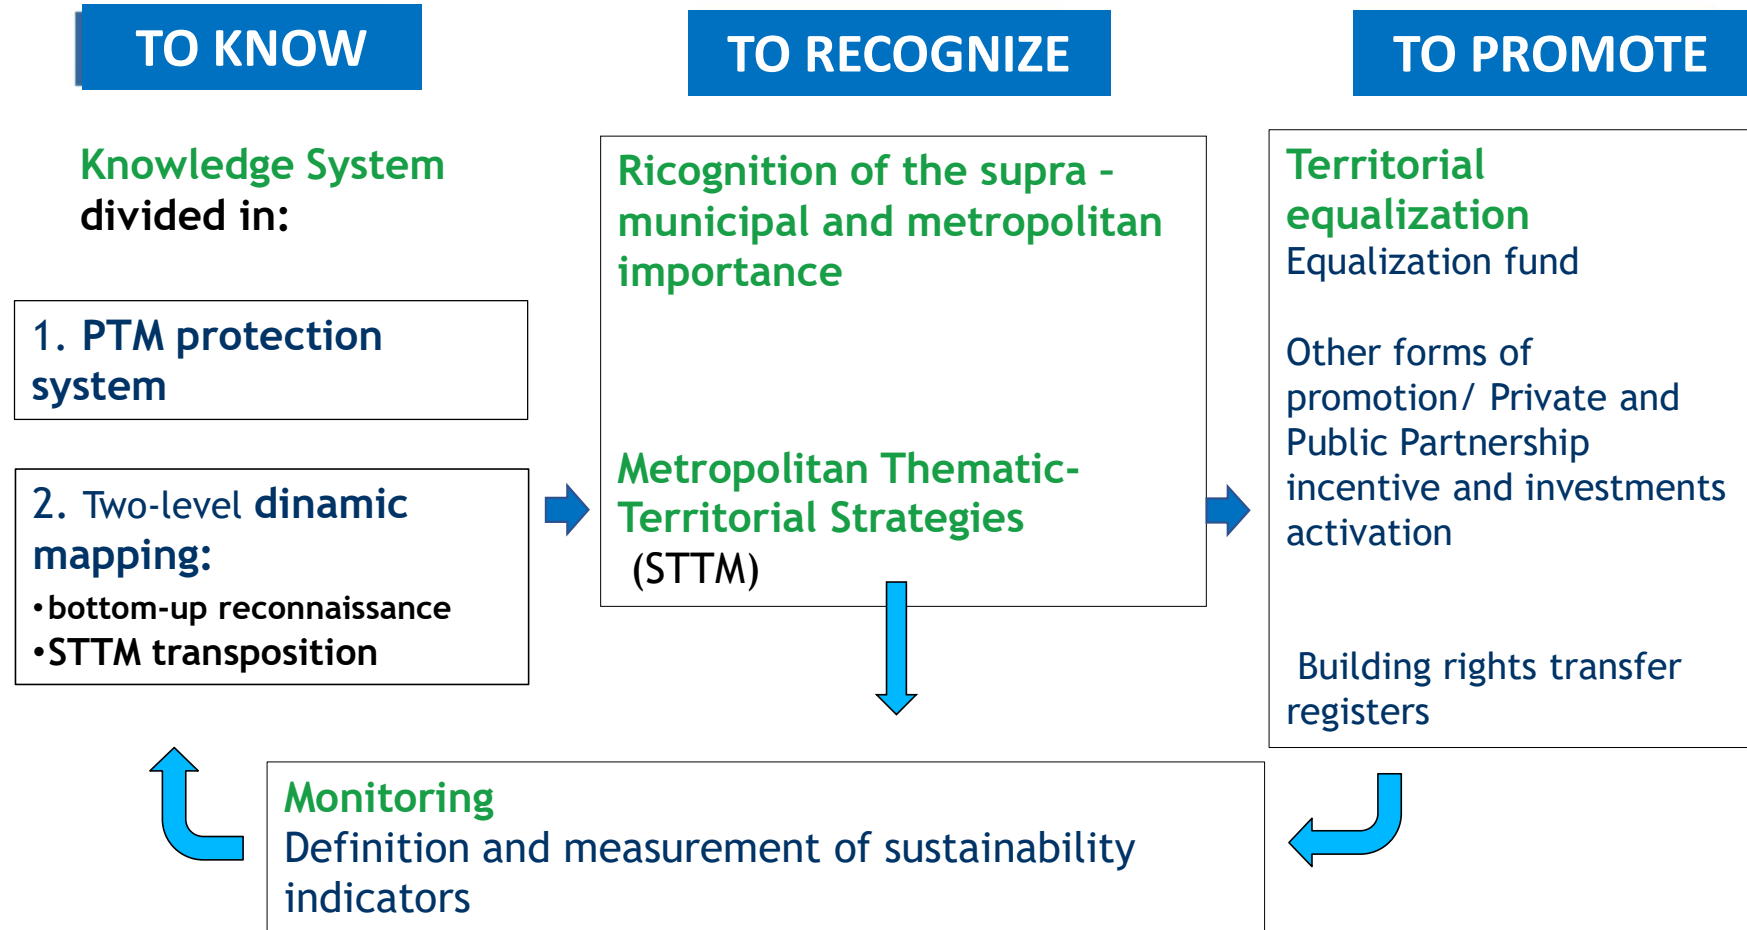 TO KNOW
TO RECOGNIZE
TO PROMOTE
Knowledge System
divided in:
1. PTM protection
system
2. Two-level dinamic
mapping:
•bottom-up reconnaissance
•STTM transposition
Ricognition of the supra –
municipal and metropolitan
importance
Metropolitan Thematic-
Territorial Strategies
(STTM)
Territorial
equalization
Equalization fund
Other forms of
promotion/ Private and
Public Partnership
incentive and investments
activation
Building rights transfer
registers
Monitoring
Definition and measurement of sustainability
indicators